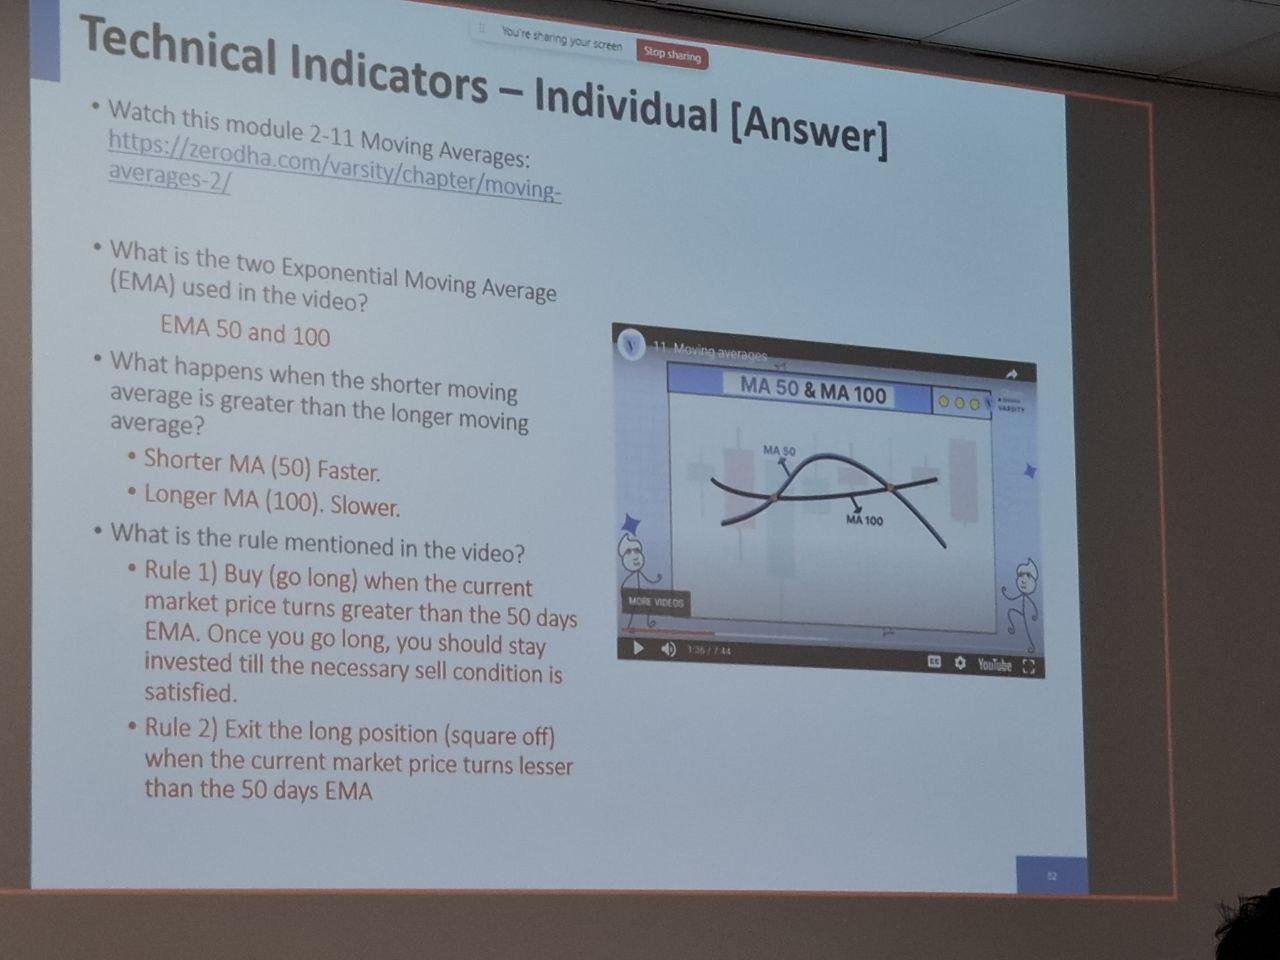 You're sharing your screen
Stop sharing
Technical Indicators – Individual [Answer]
• Watch this module 2-11 Moving Averages:
https://zerodha.com/varsity/chapter/moving-
averages-2/
• What is the two Exponential Moving Average
(EMA) used in the video?
EMA 50 and 100
• What happens when the shorter moving
average is greater than the longer moving
average?
• Shorter MA (50) Faster.
• Longer MA (100). Slower.
• What is the rule mentioned in the video?
• Rule 1) Buy (go long) when the current
market price turns greater than the 50 days
EMA. Once you go long, you should stay
invested till the necessary sell condition is
satisfied.
• Rule 2) Exit the long position (square off)
when the current market price turns lesser
than the 50 days EMA
11. Moving averages
MA 50 & MA 100
VARSITY
MA 50
MA 100
MORE VIDEOS
1:36 / 7:44
CC
YouTube
52